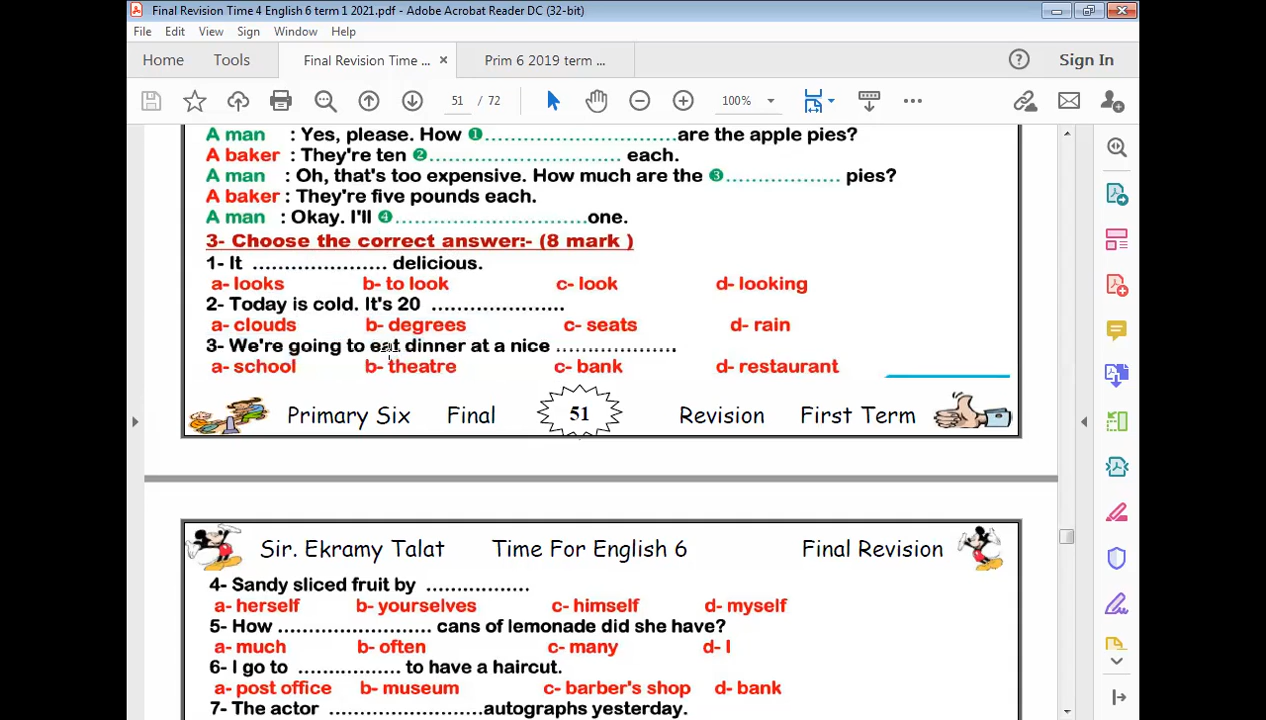 Final Revision Time 4 English 6 term 1 2021.pdf - Adobe Acrobat Reader DC (32-bit)
File Edit View Sign Window Help
Home Tools Final Revision Time ... × Prim 6 2019 term ... Sign In
51 / 72 100%
A man : Yes, please. How ❶................................are the apple pies?
A baker : They're ten ❷................................ each.
A man : Oh, that's too expensive. How much are the ❸.................. pies?
A baker : They're five pounds each.
A man : Okay. I'll ❹................................one.
3- Choose the correct answer:- (8 mark )
1- It ..................... delicious.
a- looks b- to look c- look d- looking
2- Today is cold. It's 20 .....................
a- clouds b- degrees c- seats d- rain
3- We're going to eat dinner at a nice ...................
a- school b- theatre c- bank d- restaurant
Primary Six Final 51 Revision First Term
Sir. Ekramy Talat Time For English 6 Final Revision
4- Sandy sliced fruit by .................
a- herself b- yourselves c- himself d- myself
5- How ......................... cans of lemonade did she have?
a- much b- often c- many d- I
6- I go to ................ to have a haircut.
a- post office b- museum c- barber's shop d- bank
7- The actor ........................autographs yesterday.